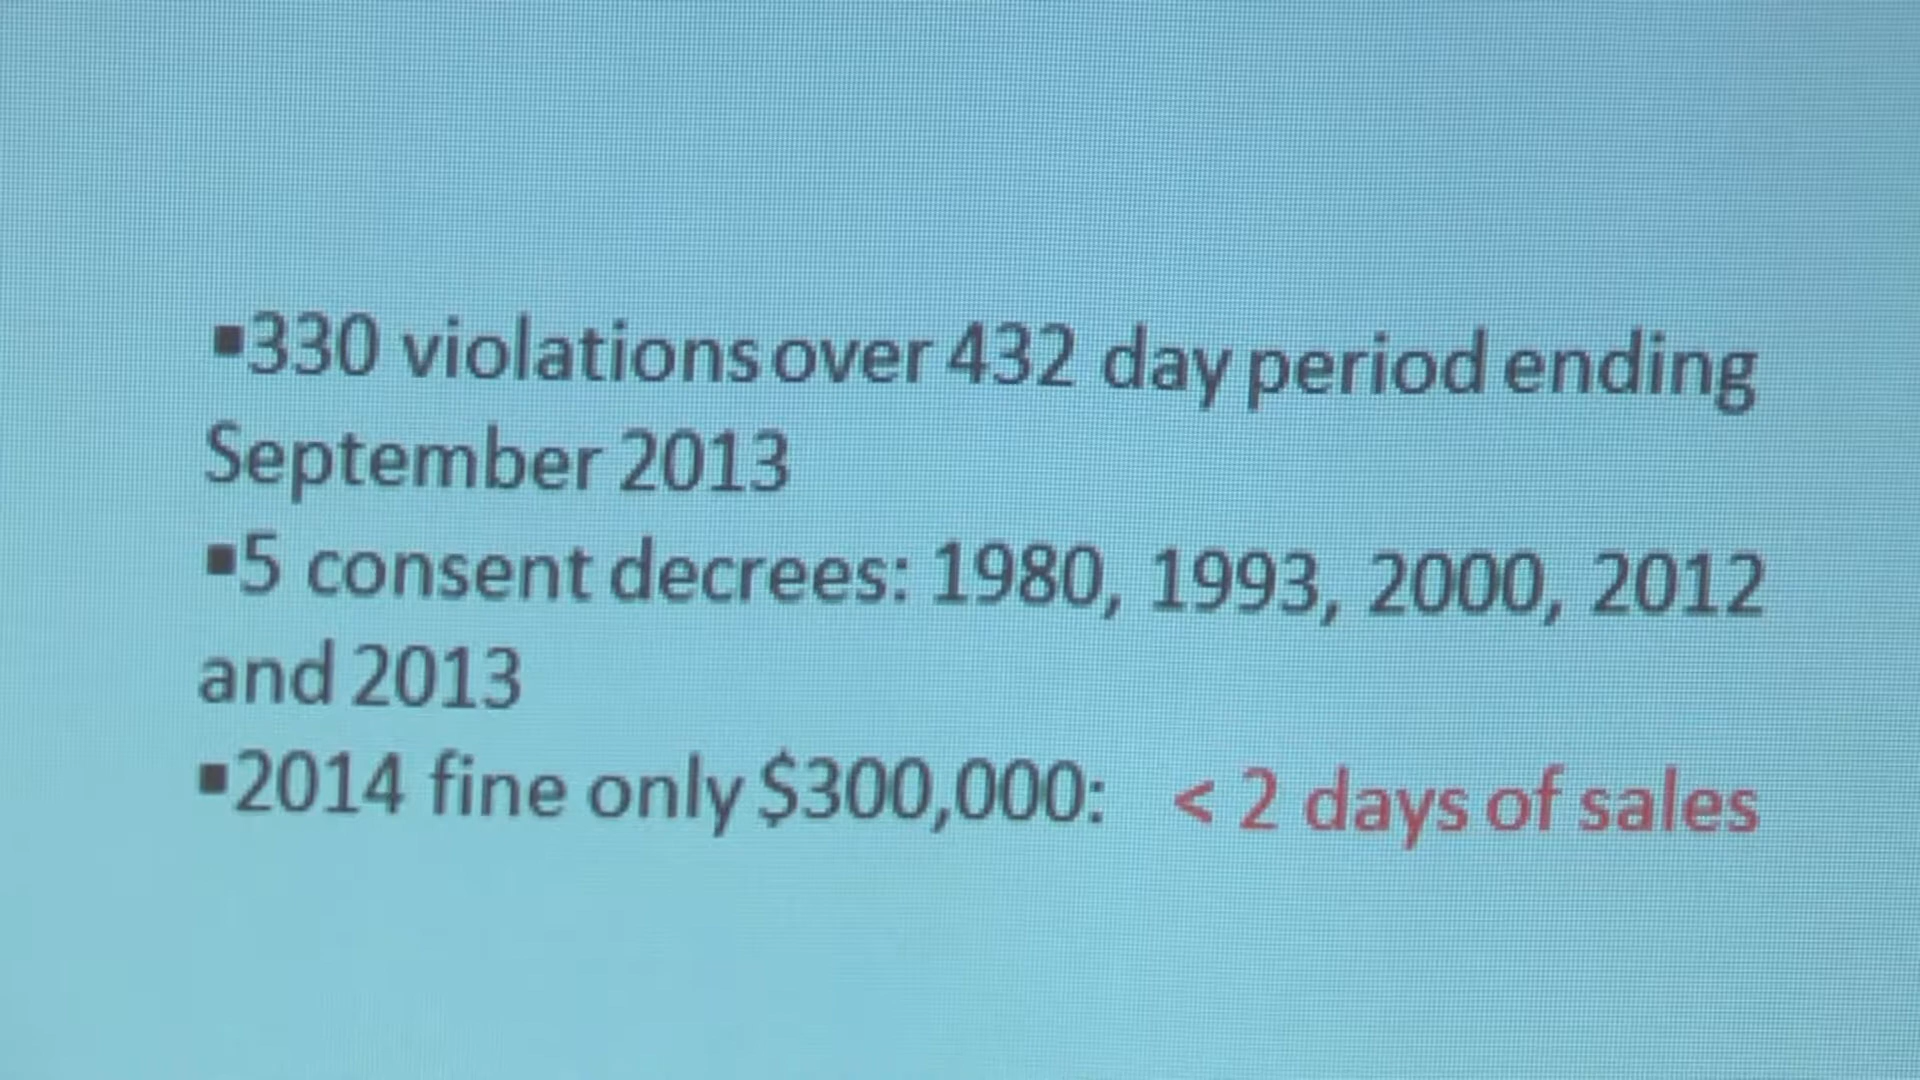 ▪330 violations over 432 day period ending
September 2013
▪5 consent decrees: 1980, 1993, 2000, 2012
and 2013
▪2014 fine only $300,000: < 2 days of sales